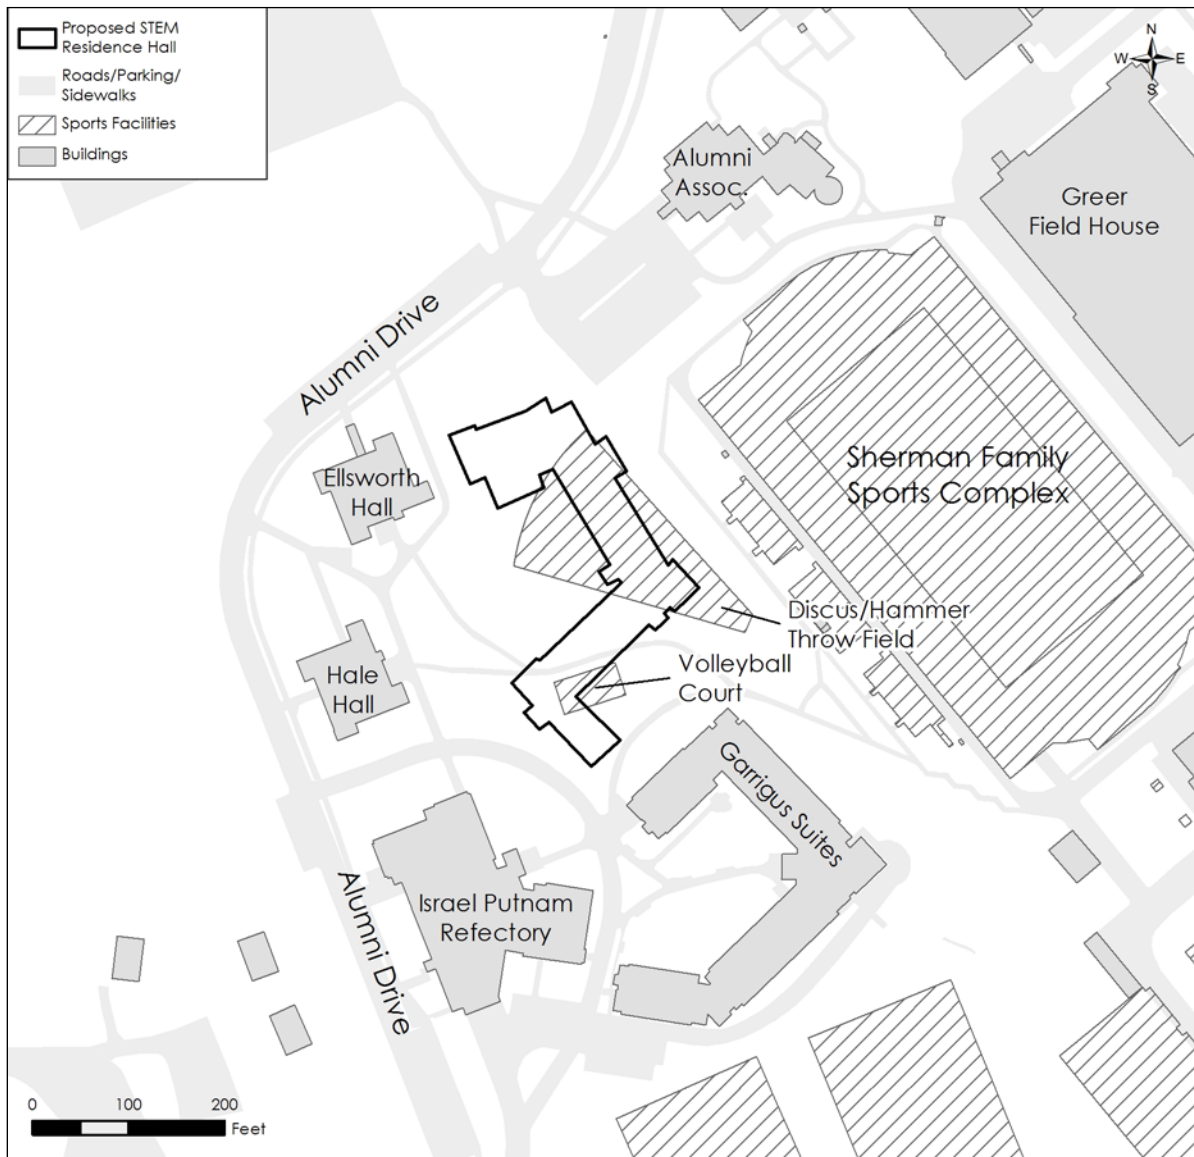 Proposed STEM
Residence Hall
Roads/Parking/
Sidewalks
Sports Facilities
Buildings
N
W E
S
Alumni
Assoc.
Greer
Field House
Alumni Drive
Sherman Family
Sports Complex
Ellsworth
Hall
Discus/Hammer
Throw Field
Volleyball
Court
Hale
Hall
Garrigus Suites
Israel Putnam
Refectory
Alumni Drive
0 100 200
Feet